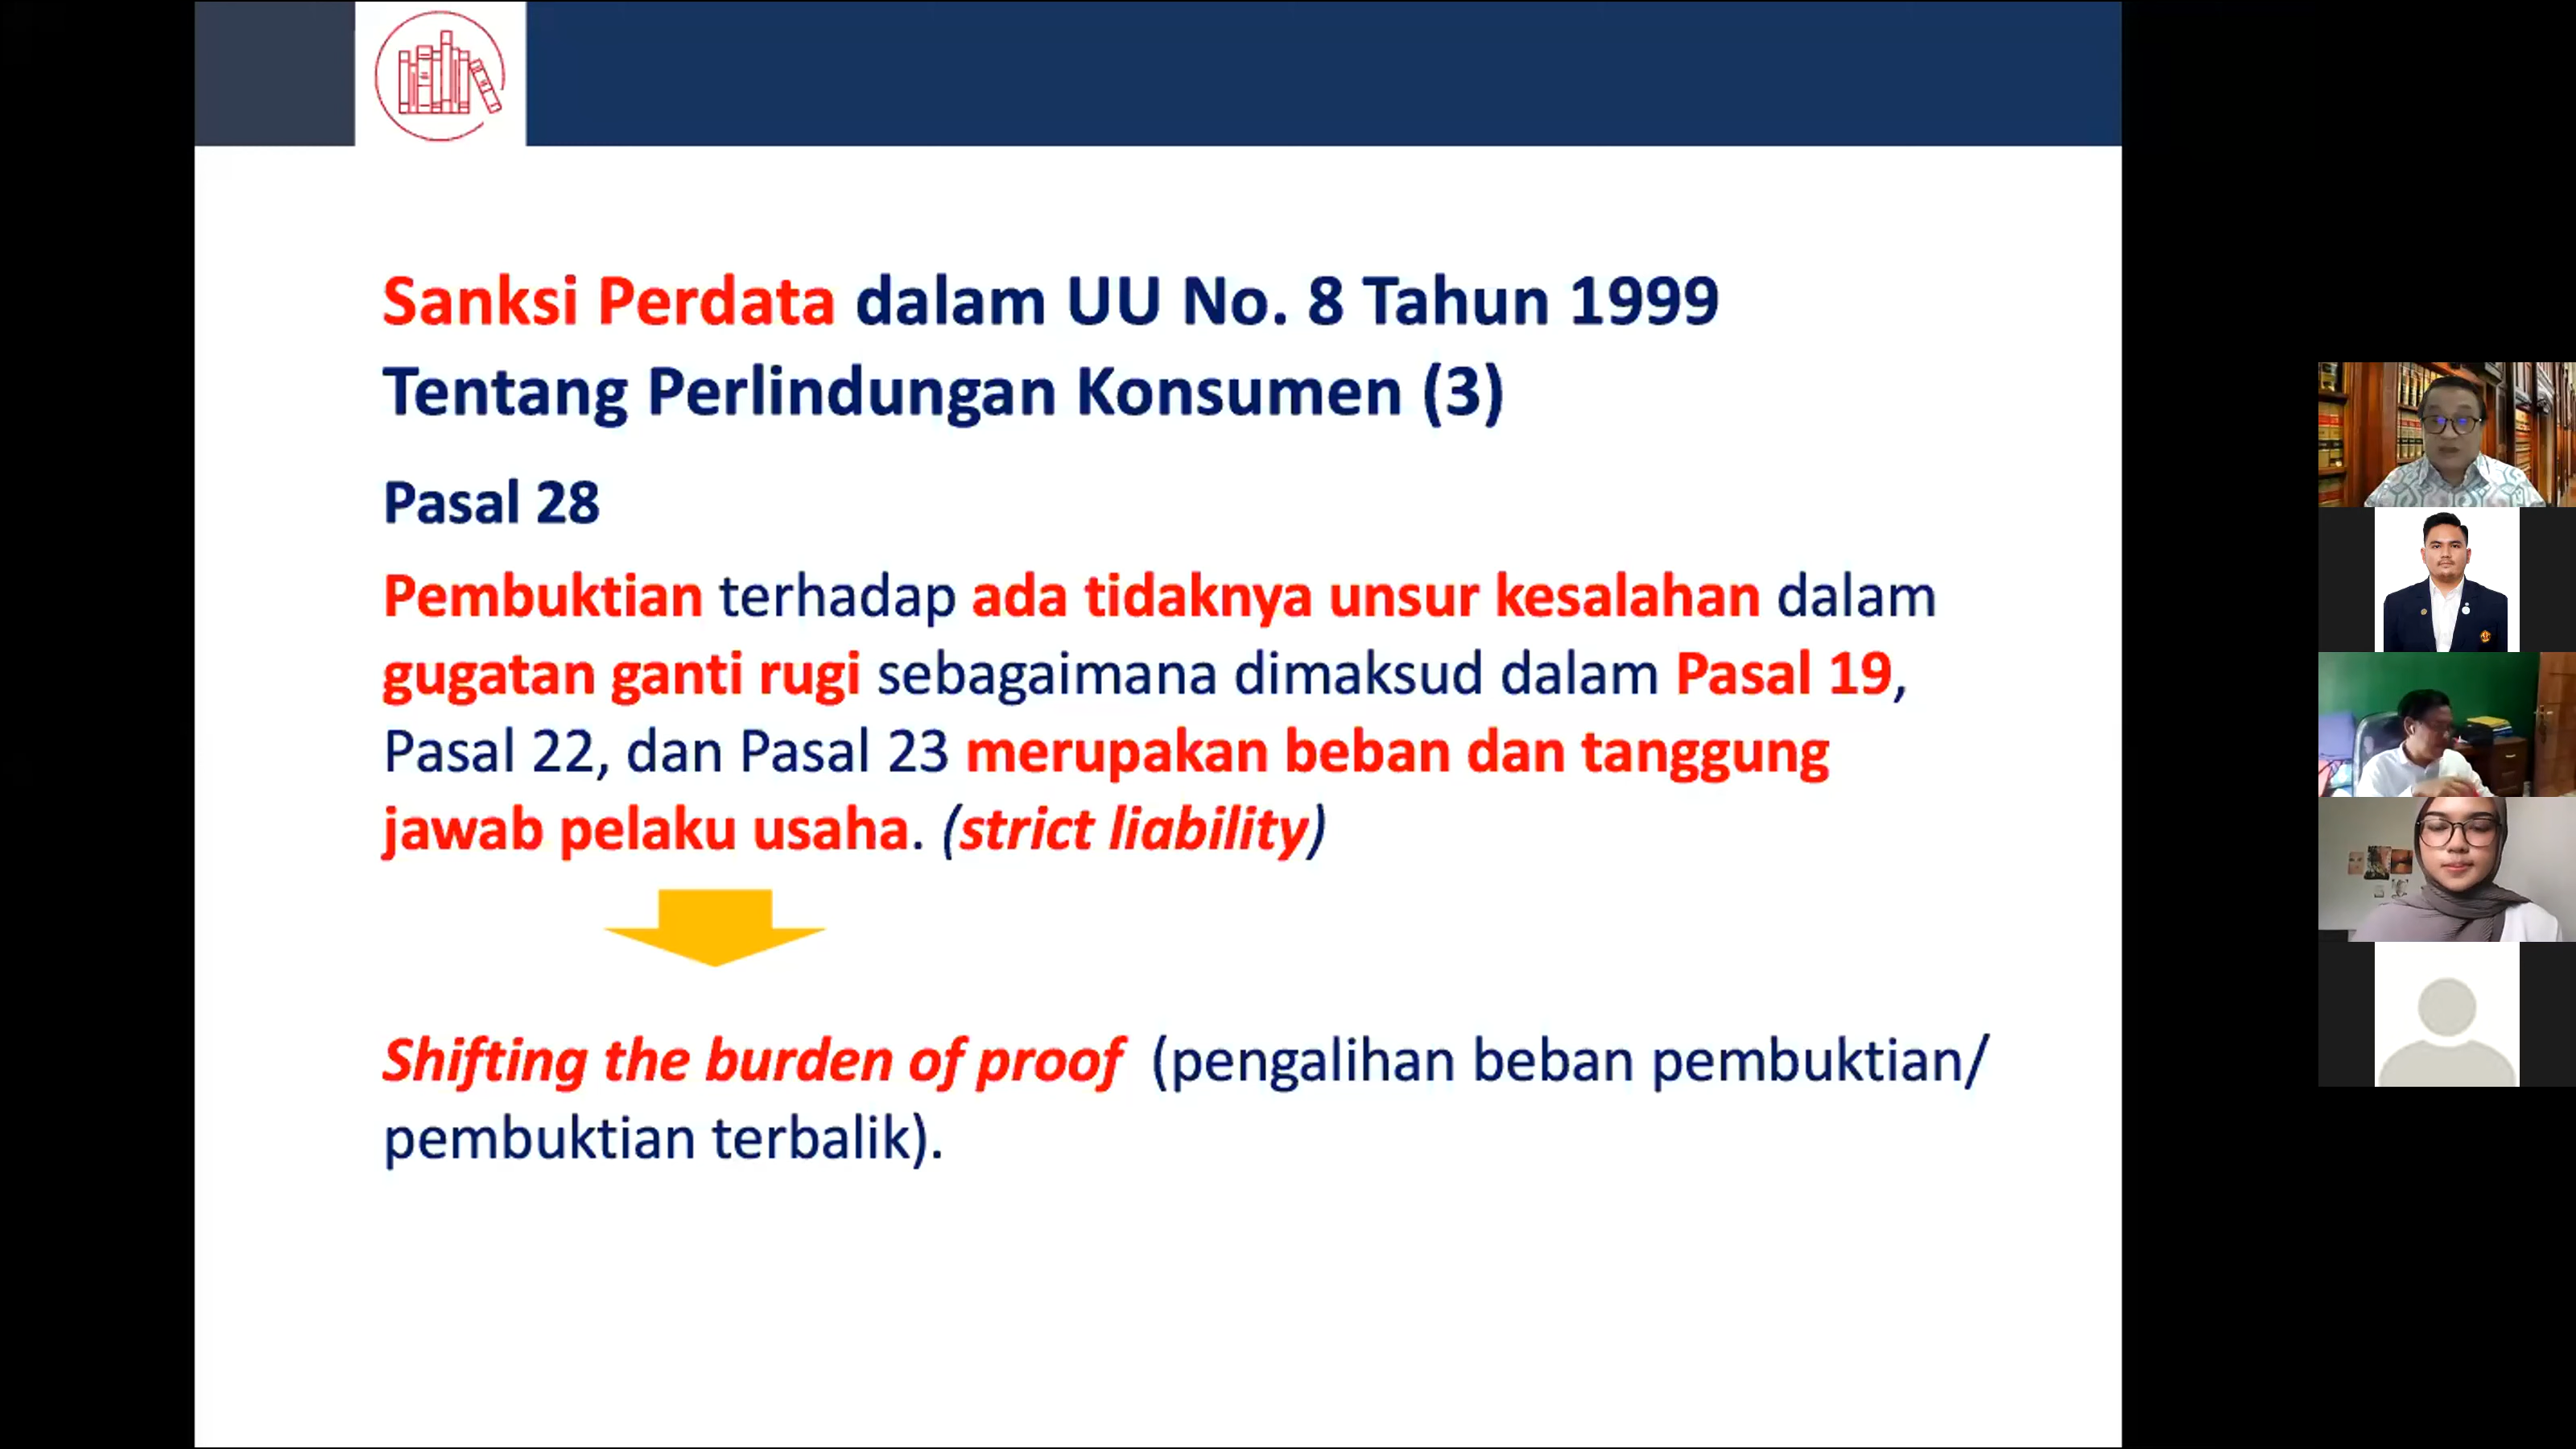 Sanksi Perdata dalam UU No. 8 Tahun 1999
Tentang Perlindungan Konsumen (3)
Pasal 28
Pembuktian terhadap ada tidaknya unsur kesalahan dalam
gugatan ganti rugi sebagaimana dimaksud dalam Pasal 19,
Pasal 22, dan Pasal 23 merupakan beban dan tanggung
jawab pelaku usaha. (strict liability)
Shifting the burden of proof (pengalihan beban pembuktian/
pembuktian terbalik).